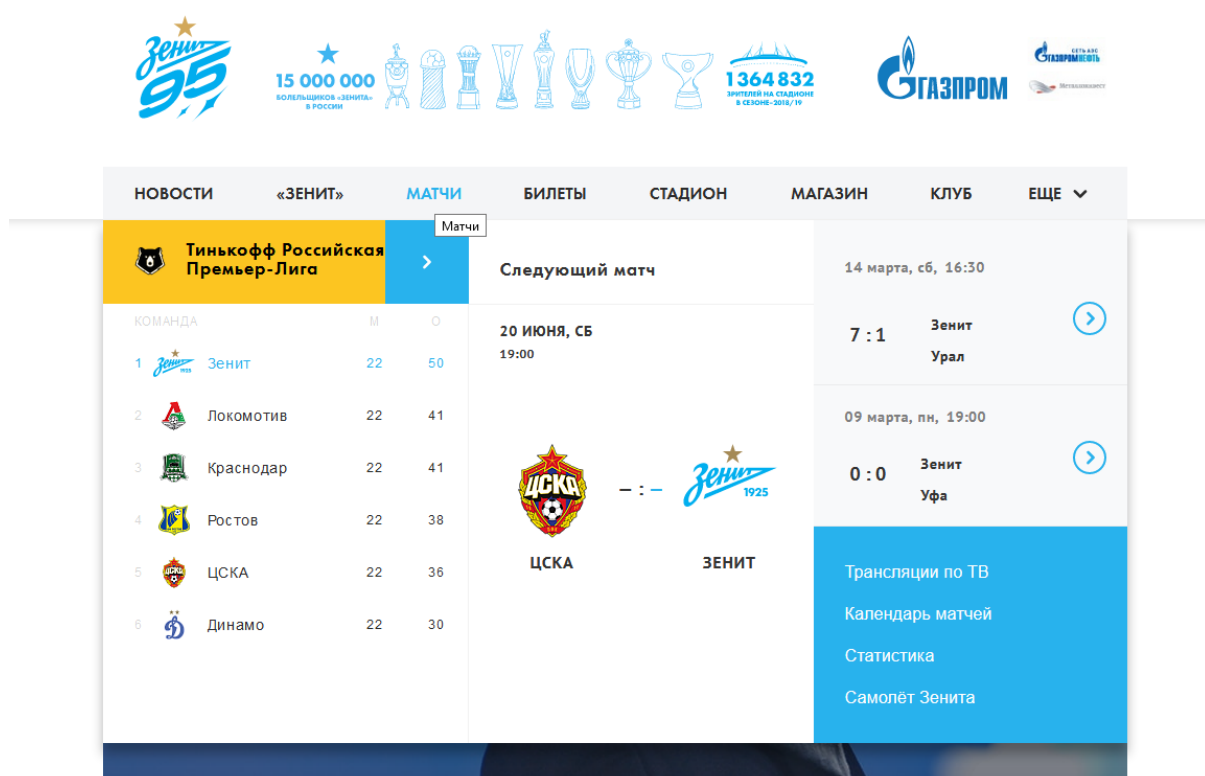 Зенит
95
15 000 000
БОЛЕЛЬЩИКОВ «ЗЕНИТА»
В РОССИИ
1 364 832
ЗРИТЕЛЕЙ НА СТАДИОНЕ
В СЕЗОНЕ-2018/19
ГАЗПРОМ
СЕТЬ АЗС
ГАЗПРОМНЕФТЬ
Металлоинвест
НОВОСТИ «ЗЕНИТ» МАТЧИ БИЛЕТЫ СТАДИОН МАГАЗИН КЛУБ ЕЩЕ
Матчи
Тинькофф Российская
Премьер-Лига
КОМАНДА М О
1 Зенит 22 50
2 Локомотив 22 41
3 Краснодар 22 41
4 Ростов 22 38
5 ЦСКА 22 36
6 Динамо 22 30
Следующий матч
20 ИЮНЯ, СБ
19:00
ЦСКА – : – Зенит
1925
ЦСКА ЗЕНИТ
14 марта, сб, 16:30
7 : 1 Зенит
Урал
09 марта, пн, 19:00
0 : 0 Зенит
Уфа
Трансляции по ТВ
Календарь матчей
Статистика
Самолёт Зенита